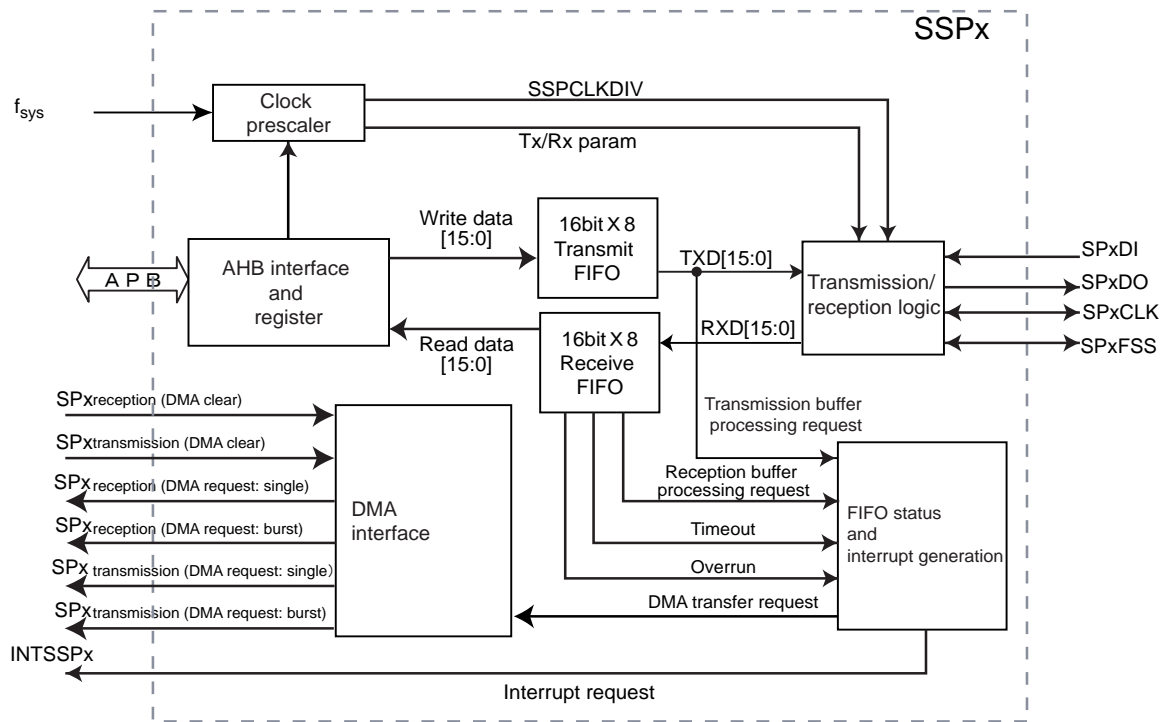 SSPx
SSPCLKDIV
fsys
Clock
prescaler
Tx/Rx param
Write data
[15:0]
16bit X 8
Transmit
FIFO
TXD[15:0]
SPxDI
AHB interface
and
register
A P B
Transmission/
reception logic
SPxDO
SPxCLK
SPxFSS
RXD[15:0]
Read data
[15:0]
16bit X 8
Receive
FIFO
SPxreception (DMA clear)
Transmission buffer
processing request
SPxtransmission (DMA clear)
Reception buffer
processing request
SPxreception (DMA request: single)
DMA
interface
FIFO status
and
interrupt generation
SPxreception (DMA request: burst)
Timeout
SPx transmission (DMA request: single)
Overrun
SPxtransmission (DMA request: burst)
DMA transfer request
INTSSPx
Interrupt request